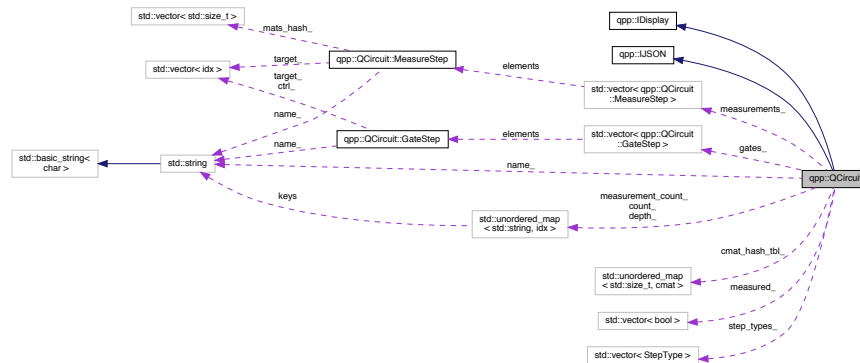 std::vector< std::size_t >
mats_hash_
qpp::IDisplay
qpp::QCircuit::MeasureStep
qpp::IJSON
std::vector< idx >
target_
elements
target_
ctrl_
std::vector< qpp::QCircuit
::MeasureStep >
measurements_
name_
qpp::QCircuit::GateStep
elements
std::vector< qpp::QCircuit
::GateStep >
gates_
name_
std::basic_string<
char >
std::string
name_
qpp::QCircuit
keys
measurement_count_
count_
depth_
std::unordered_map
< std::string, idx >
cmat_hash_tbl_
std::unordered_map
< std::size_t, cmat >
measured_
std::vector< bool >
step_types_
std::vector< StepType >